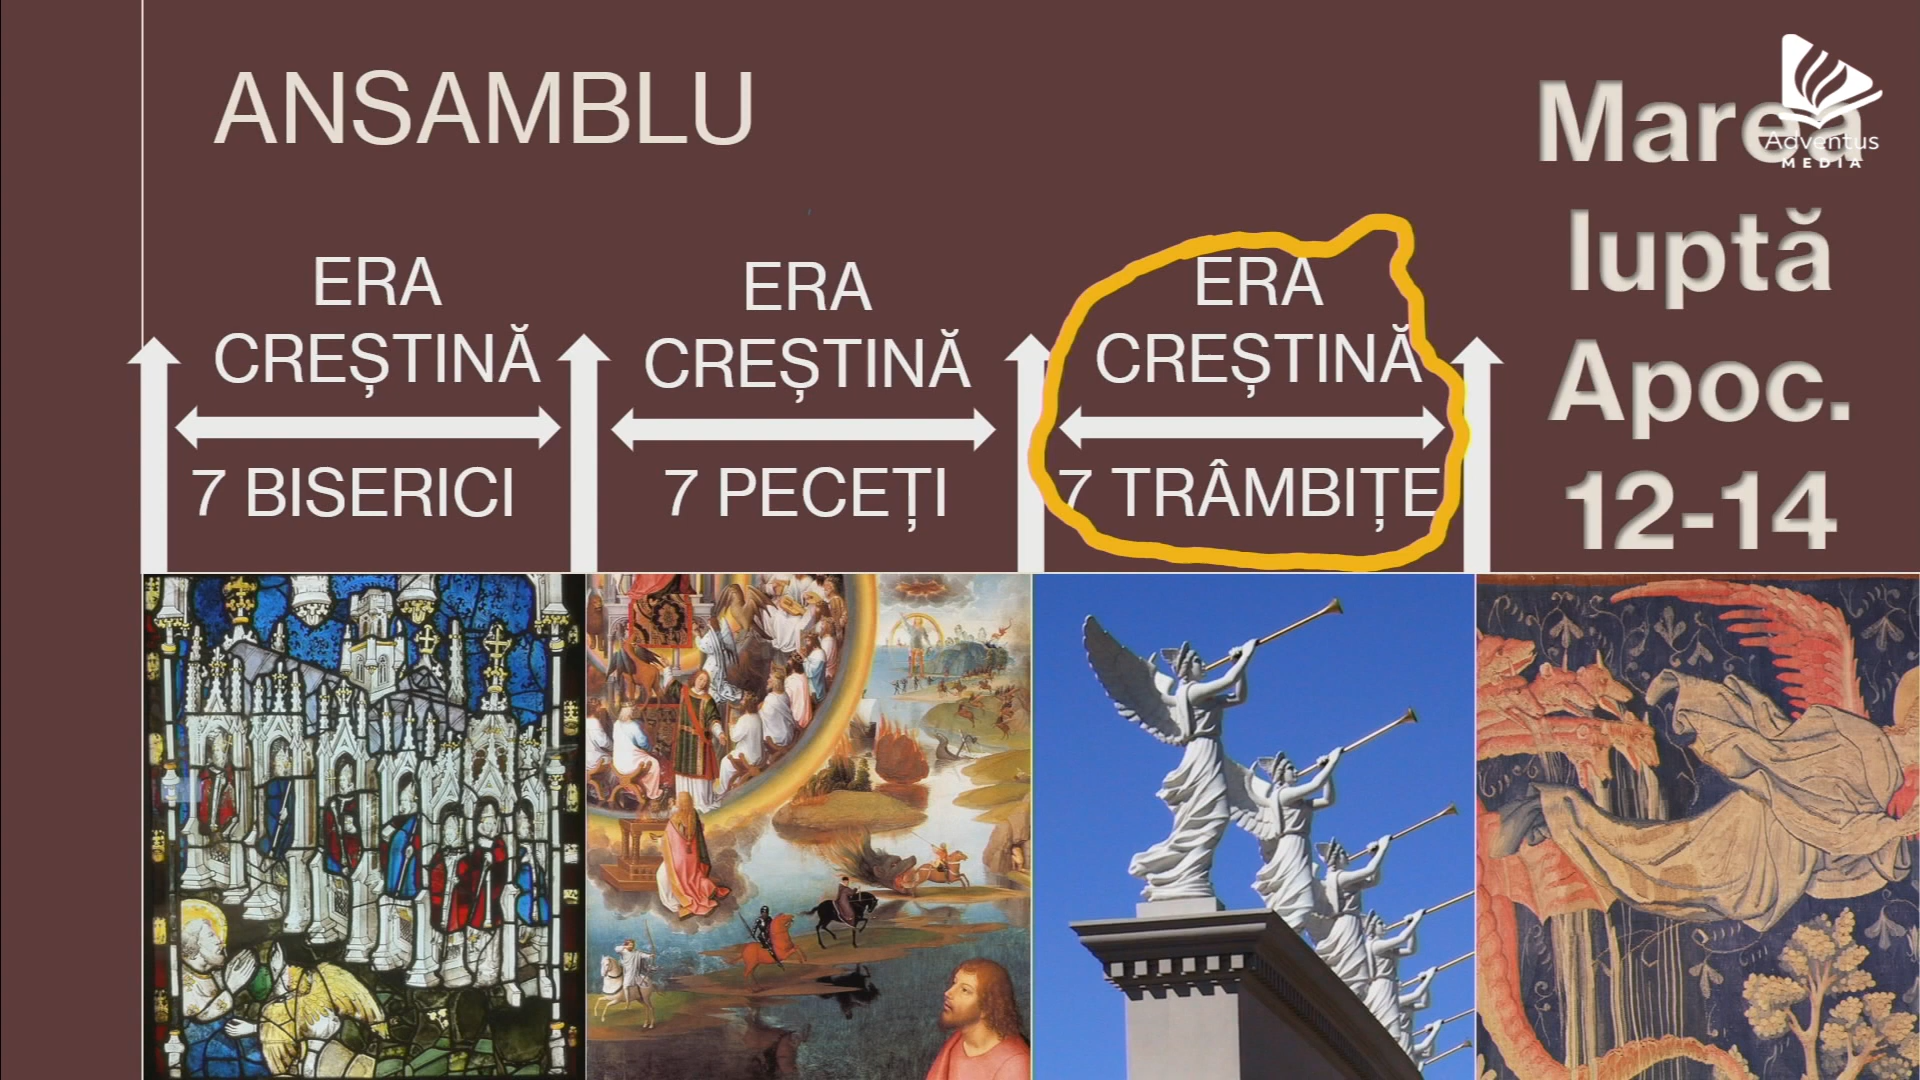 ANSAMBLU
ERA
CREȘTINĂ
7 BISERICI
ERA
CREȘTINĂ
7 PECEȚI
ERA
CREȘTINĂ
7 TRÂMBIȚE
Marea
luptă
Apoc.
12-14
Adventus
MEDIA